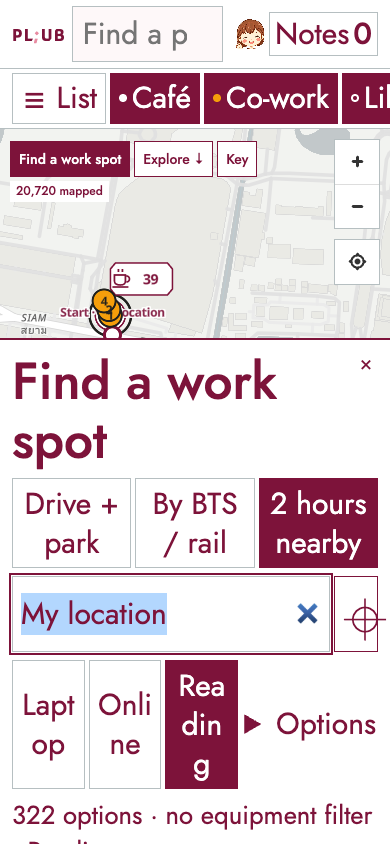 PL;UB
Find a p
Notes 0
≡ List
Café
Co-work
Li
Find a work spot
Explore ↓
Key
20,720 mapped
+
−
39
4
SIAM
สยาม
Find a work
spot
×
Drive +
park
By BTS
/ rail
2 hours
nearby
My location
Lapt
op
Onli
ne
Rea
din
g
▶ Options
322 options · no equipment filter